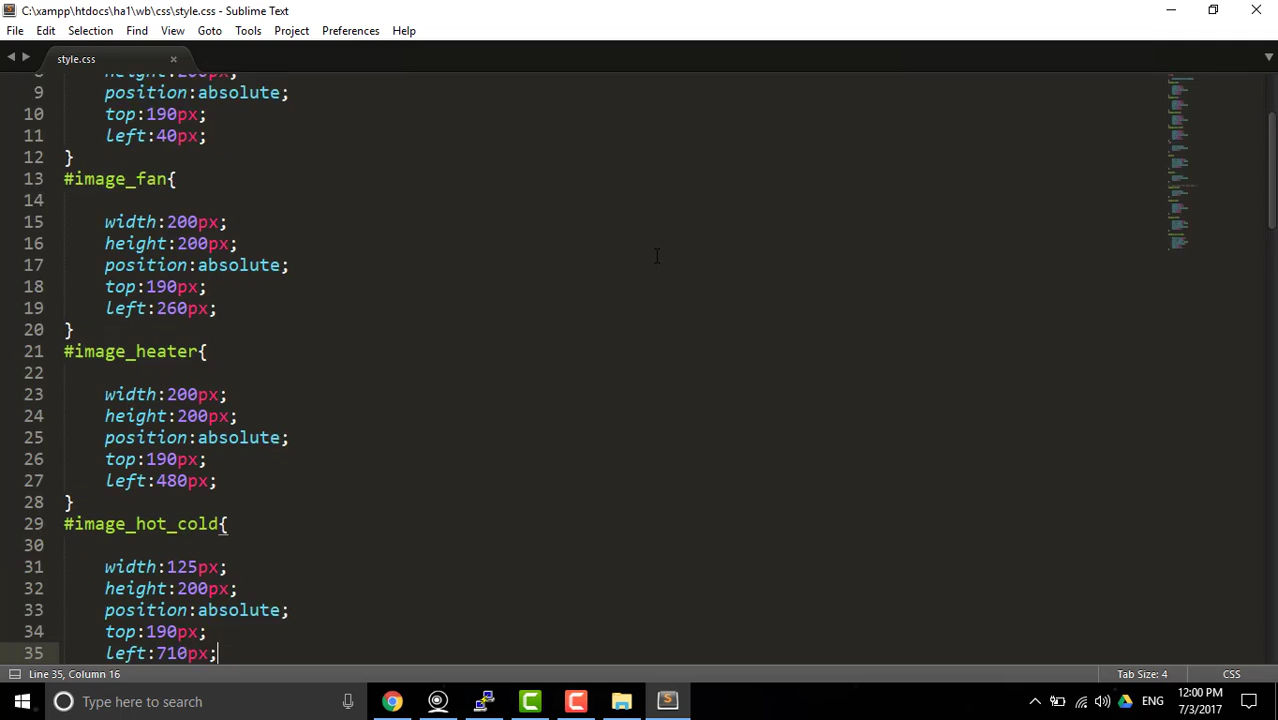 C:\xampp\htdocs\ha1\wb\css\style.css - Sublime Text
File Edit Selection Find View Goto Tools Project Preferences Help
style.css
8 height:200px;
9 position:absolute;
10 top:190px;
11 left:40px;
12 }
13 #image_fan{
14
15 width:200px;
16 height:200px;
17 position:absolute;
18 top:190px;
19 left:260px;
20 }
21 #image_heater{
22
23 width:200px;
24 height:200px;
25 position:absolute;
26 top:190px;
27 left:480px;
28 }
29 #image_hot_cold{
30
31 width:125px;
32 height:200px;
33 position:absolute;
34 top:190px;
35 left:710px;
Line 35, Column 16 Tab Size: 4 CSS
Type here to search ENG 12:00 PM
7/3/2017